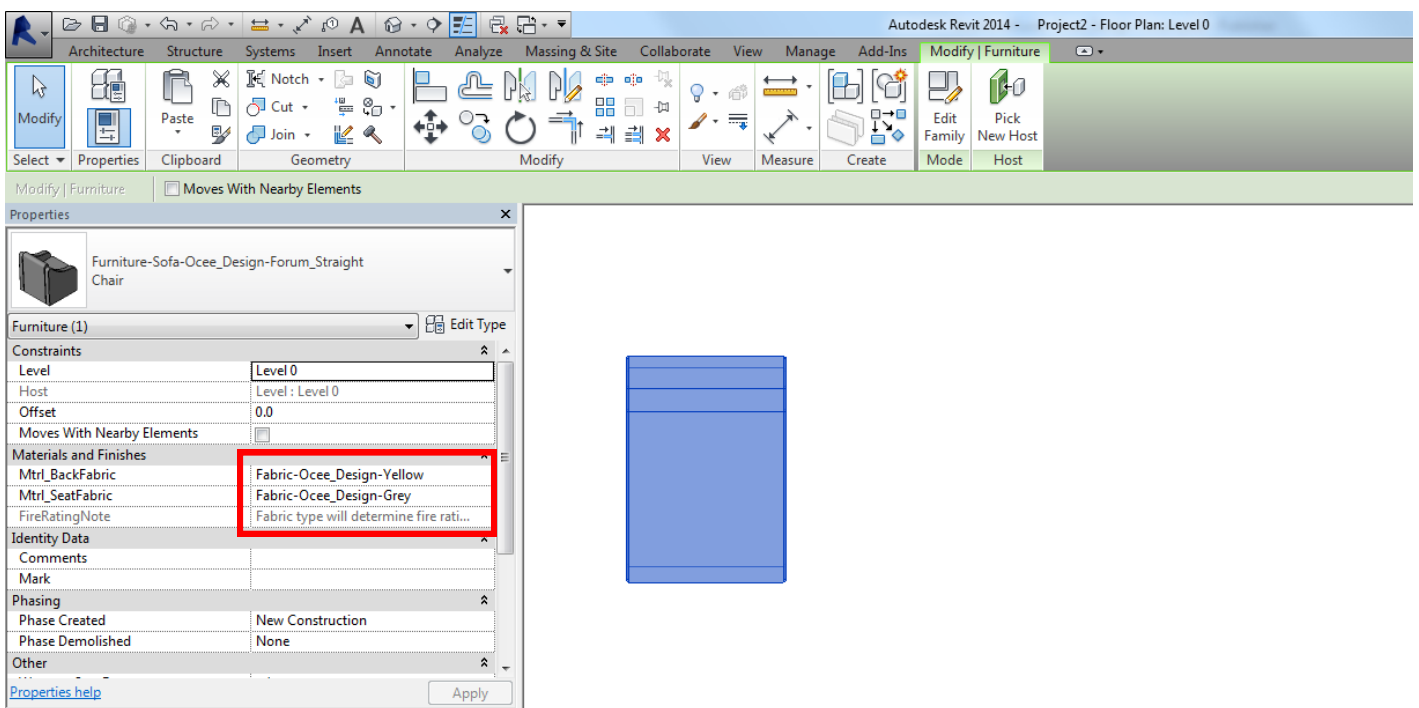 Autodesk Revit 2014 - Project2 - Floor Plan: Level 0
Architecture Structure Systems Insert Annotate Analyze Massing & Site Collaborate View Manage Add-Ins Modify | Furniture
Modify
Paste
Notch
Cut
Join
Edit Family
Pick New Host
Select Properties Clipboard Geometry Modify View Measure Create Mode Host
Modify | Furniture Moves With Nearby Elements
Properties
Furniture-Sofa-Ocee_Design-Forum_Straight
Chair
Furniture (1) Edit Type
Constraints
Level Level 0
Host Level : Level 0
Offset 0.0
Moves With Nearby Elements
Materials and Finishes
Mtrl_BackFabric Fabric-Ocee_Design-Yellow
Mtrl_SeatFabric Fabric-Ocee_Design-Grey
FireRatingNote Fabric type will determine fire rati...
Identity Data
Comments
Mark
Phasing
Phase Created New Construction
Phase Demolished None
Other
Properties help Apply